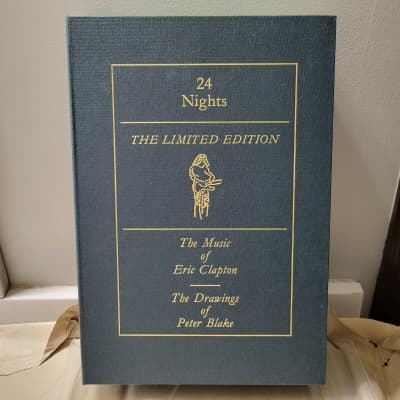 24
Nights
THE LIMITED EDITION
The Music
of
Eric Clapton
The Drawings
of
Peter Blake